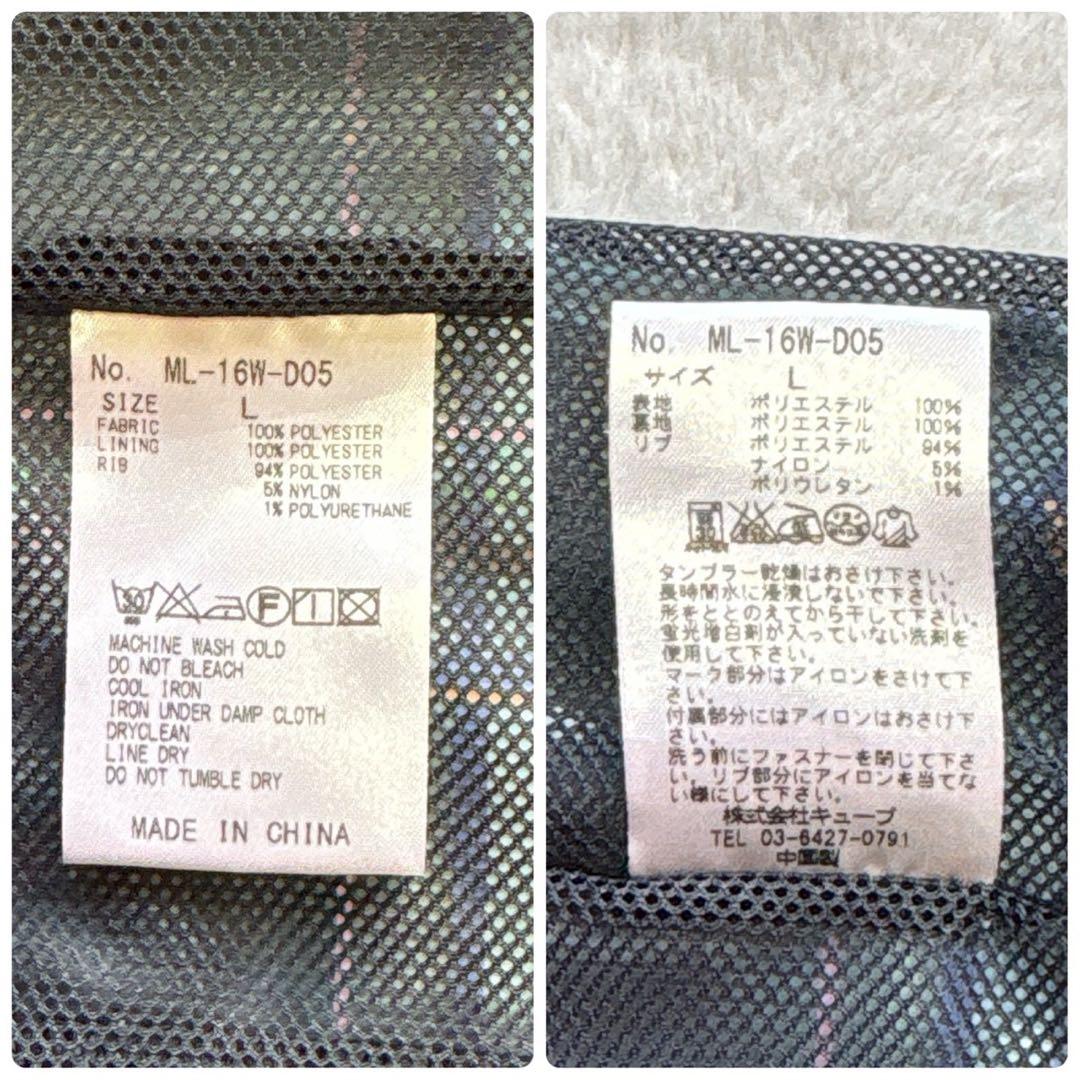 No. ML-16W-D05
SIZE L
FABRIC 100% POLYESTER
LINING 100% POLYESTER
RIB 94% POLYESTER
5% NYLON
1% POLYURETHANE
30
F
MACHINE WASH COLD
DO NOT BLEACH
COOL IRON
IRON UNDER DAMP CLOTH
DRYCLEAN
LINE DRY
DO NOT TUMBLE DRY
MADE IN CHINA
No. ML-16W-D05
サイズ L
表地 ポリエステル 100%
裏地 ポリエステル 100%
リブ ポリエステル 94%
ナイロン 5%
ポリウレタン 1%
タンブラー乾燥はおさけ下さい。
長時間水に浸漬しないで下さい。
形をととのえてから干して下さい。
蛍光増白剤が入っていない洗剤を
使用して下さい。
マーク部分はアイロンをさけて下
さい。
付属部分にはアイロンはおさけ下
さい。
洗う前にファスナーを閉じて下さ
い。リブ部分にアイロンを当てな
い様にして下さい。
株式会社キューブ
TEL 03-6427-0791
中国製